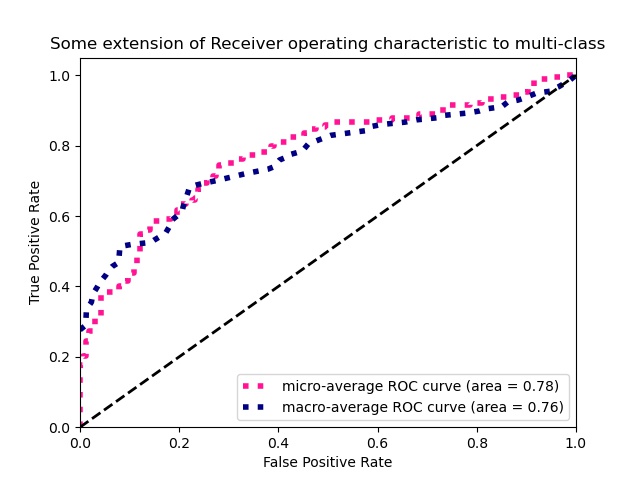 Some extension of Receiver operating characteristic to multi-class
1.0
0.8
0.6
0.4
0.2
0.0
True Positive Rate
micro-average ROC curve (area = 0.78)
macro-average ROC curve (area = 0.76)
0.0 0.2 0.4 0.6 0.8 1.0
False Positive Rate